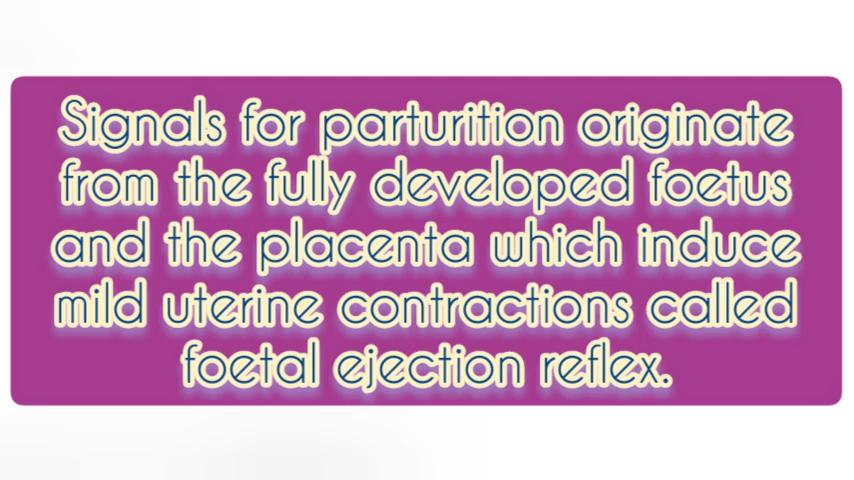 Signals for parturition originate
from the fully developed foetus
and the placenta which induce
mild uterine contractions called
foetal ejection reflex.